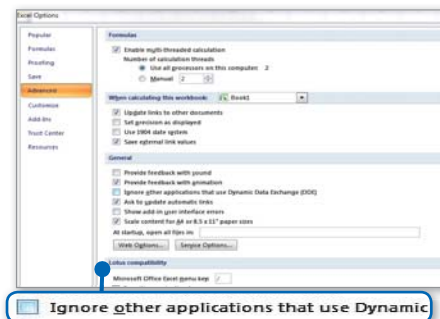 Excel Options
Popular
Formulas
Proofing
Save
Advanced
Customize
Add-Ins
Trust Center
Resources
Formulas
Enable multi-threaded calculation
Number of calculation threads
Use all processors on this computer: 2
Manual 2
When calculating this workbook: Book1
Update links to other documents
Set precision as displayed
Use 1904 date system
Save external link values
General
Provide feedback with sound
Provide feedback with animation
Ignore other applications that use Dynamic Data Exchange (DDE)
Ask to update automatic links
Show add-in user interface errors
Scale content for A4 or 8.5 x 11" paper sizes
At startup, open all files in:
Web Options... Service Options...
Lotus compatibility
Microsoft Office Excel menu key: /
Ignore other applications that use Dynamic